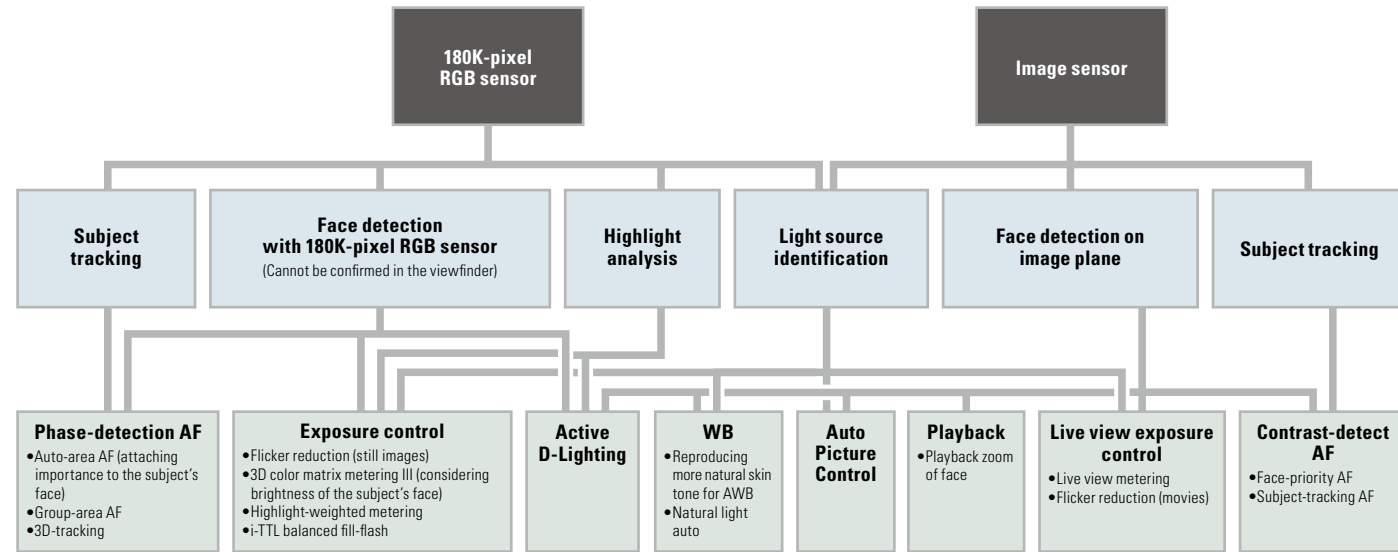 180K-pixel
RGB sensor
Image sensor
Subject
tracking
Face detection
with 180K-pixel RGB sensor
(Cannot be confirmed in the viewfinder)
Highlight
analysis
Light source
identification
Face detection on
image plane
Subject tracking
Phase-detection AF
•Auto-area AF (attaching
importance to the subject's
face)
•Group-area AF
•3D-tracking
Exposure control
•Flicker reduction (still images)
•3D color matrix metering III (considering
brightness of the subject's face)
•Highlight-weighted metering
•i-TTL balanced fill-flash
Active
D-Lighting
WB
•Reproducing
more natural skin
tone for AWB
•Natural light
auto
Auto
Picture
Control
Playback
•Playback zoom
of face
Live view exposure
control
•Live view metering
•Flicker reduction (movies)
Contrast-detect
AF
•Face-priority AF
•Subject-tracking AF